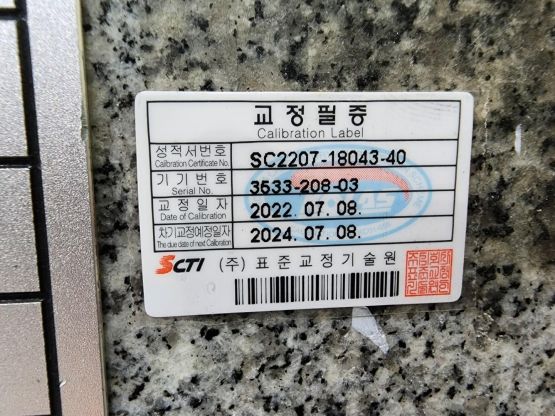 교정필증
Calibration Label
성적서번호 SC2207-18043-40
Calibration Certificate No.
기기번호 3533-208-03
Serial No.
교정일자 2022. 07. 08.
Date of Calibration
차기교정예정일자 2024. 07. 08.
The due date of next Calibration
SCTI (주) 표준교정기술원